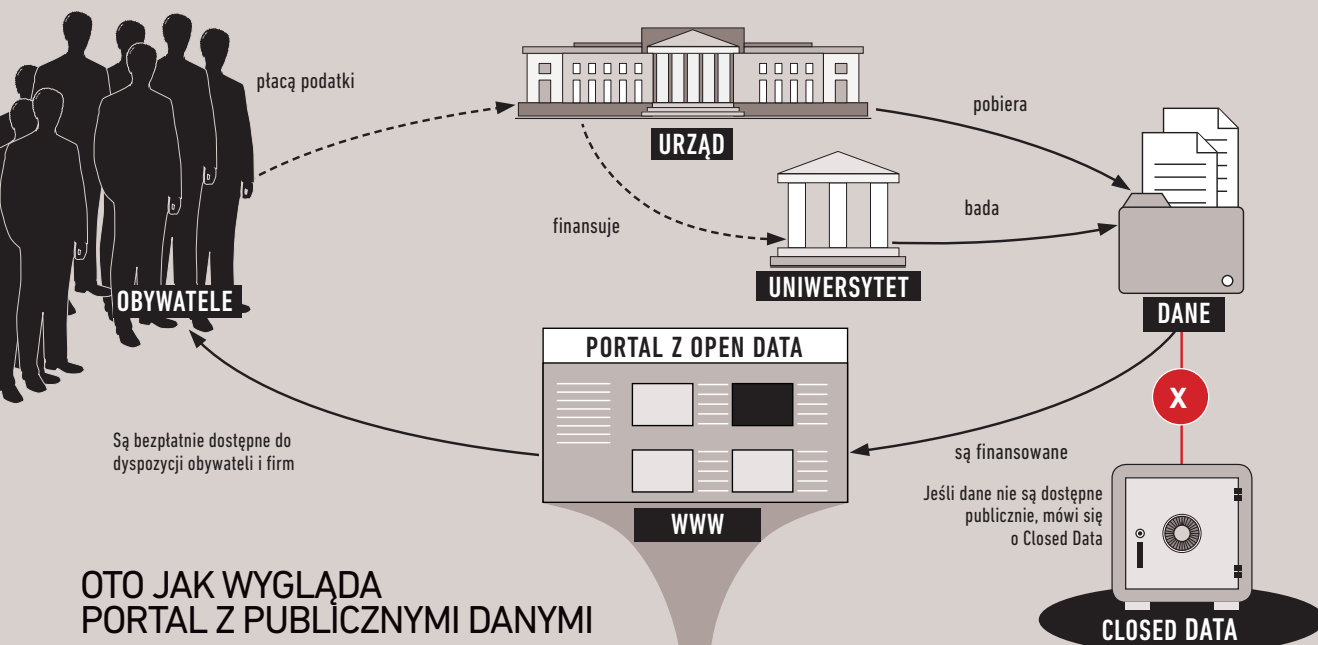 płacą podatki
URZĄD
pobiera
finansuje
UNIWERSYTET
bada
OBYWATELE
DANE
PORTAL Z OPEN DATA
X
Są bezpłatnie dostępne do
dyspozycji obywateli i firm
są finansowane
Jeśli dane nie są dostępne
publicznie, mówi się
o Closed Data
WWW
OTO JAK WYGLĄDA
PORTAL Z PUBLICZNYMI DANYMI
CLOSED DATA